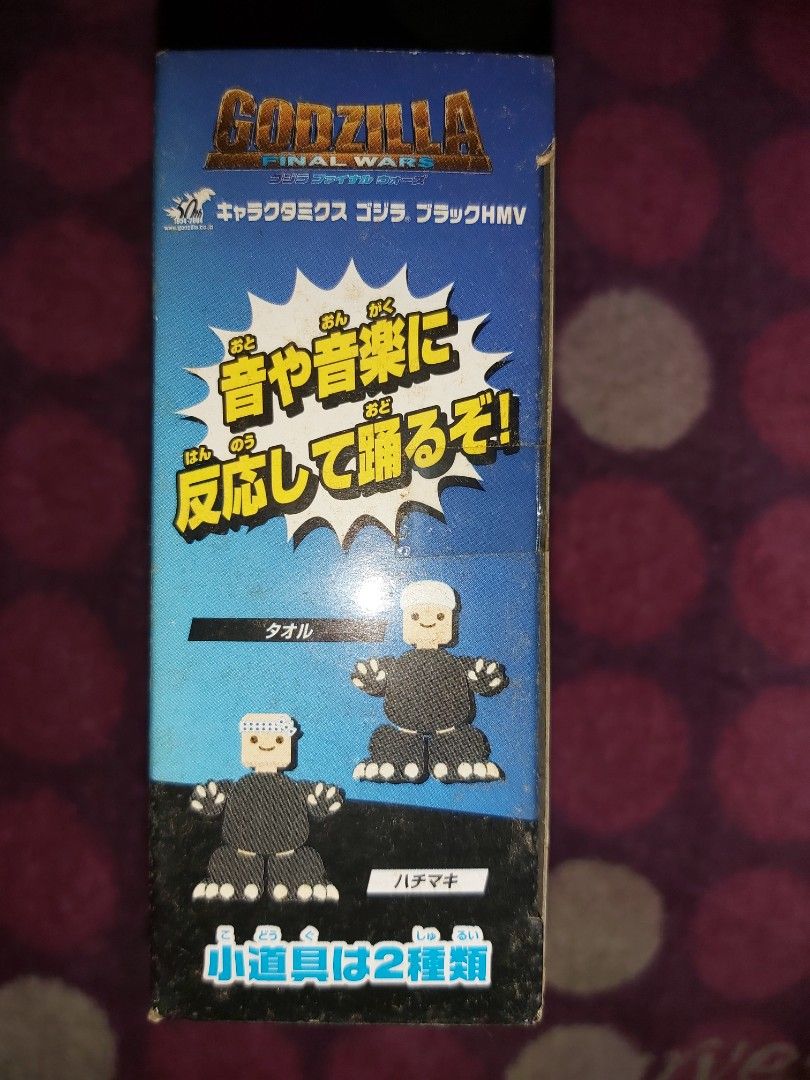 GODZILLA
FINAL WARS
ゴジラ ファイナル ウォーズ
50th
1954-2004
www.godzilla.co.jp
キャラクタミクス ゴジラ® ブラックHMV
おと おん がく
音や音楽に
はん のう おど
反応して踊るぞ!
タオル
ハチマキ
こ どう ぐ しゅ るい
小道具は2種類